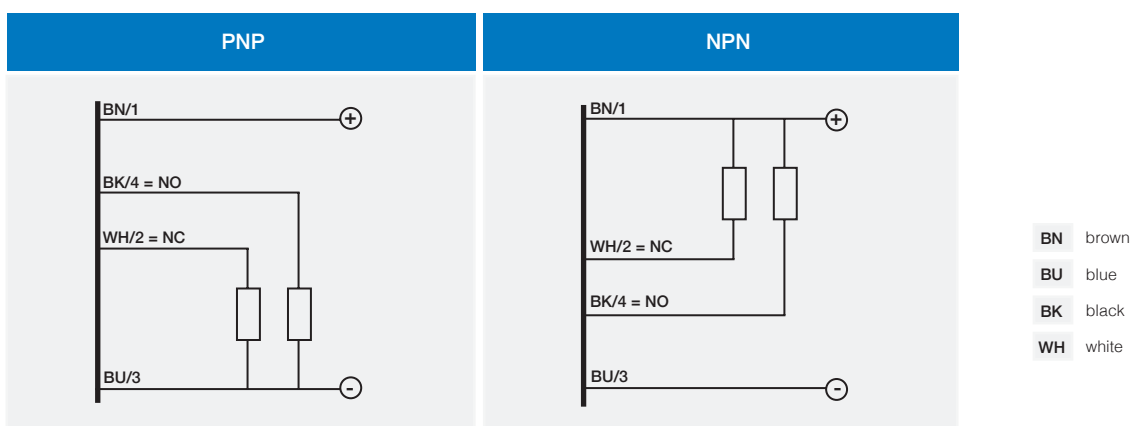 PNP
BN/1
+
BK/4 = NO
WH/2 = NC
BU/3
-
NPN
BN/1
+
WH/2 = NC
BK/4 = NO
BU/3
-
BN brown
BU blue
BK black
WH white